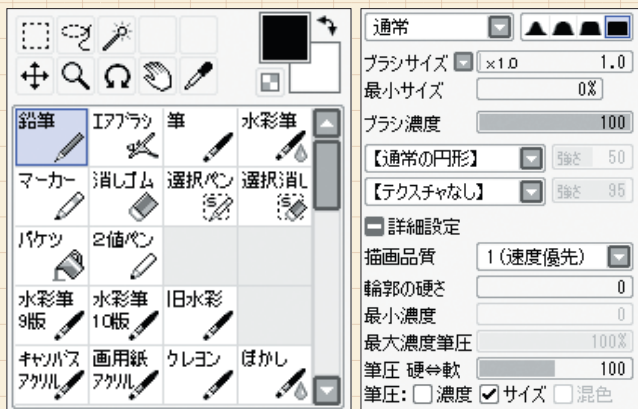 鉛筆 エアブラシ 筆 水彩筆
マーカー 消しゴム 選択ペン 選択消し
バケツ 2値ペン
水彩筆 水彩筆 旧水彩
9版 10版
キャンバス 画用紙 クレヨン ぼかし
アクリル アクリル
通常
ブラシサイズ ×1.0 1.0
最小サイズ 0%
ブラシ濃度 100
【通常の円形】 強さ 50
【テクスチャなし】 強さ 95
詳細設定
描画品質 1(速度優先)
輪郭の硬さ 0
最小濃度 0
最大濃度筆圧 100%
筆圧 硬⇔軟 100
筆圧: 濃度 サイズ 混色